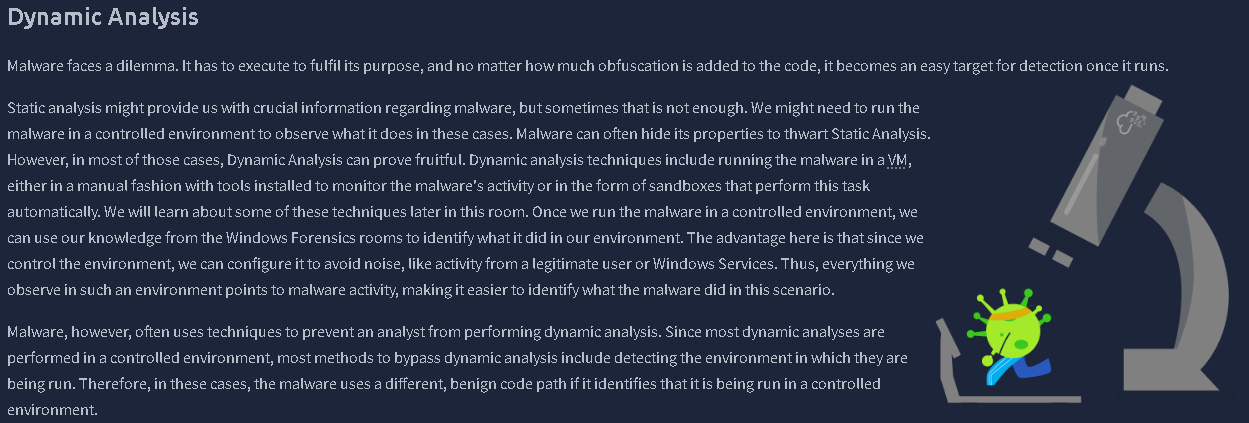 Dynamic Analysis
Malware faces a dilemma. It has to execute to fulfil its purpose, and no matter how much obfuscation is added to the code, it becomes an easy target for detection once it runs.
Static analysis might provide us with crucial information regarding malware, but sometimes that is not enough. We might need to run the
malware in a controlled environment to observe what it does in these cases. Malware can often hide its properties to thwart Static Analysis.
However, in most of those cases, Dynamic Analysis can prove fruitful. Dynamic analysis techniques include running the malware in a VM,
either in a manual fashion with tools installed to monitor the malware's activity or in the form of sandboxes that perform this task
automatically. We will learn about some of these techniques later in this room. Once we run the malware in a controlled environment, we
can use our knowledge from the Windows Forensics rooms to identify what it did in our environment. The advantage here is that since we
control the environment, we can configure it to avoid noise, like activity from a legitimate user or Windows Services. Thus, everything we
observe in such an environment points to malware activity, making it easier to identify what the malware did in this scenario.
Malware, however, often uses techniques to prevent an analyst from performing dynamic analysis. Since most dynamic analyses are
performed in a controlled environment, most methods to bypass dynamic analysis include detecting the environment in which they are
being run. Therefore, in these cases, the malware uses a different, benign code path if it identifies that it is being run in a controlled
environment.